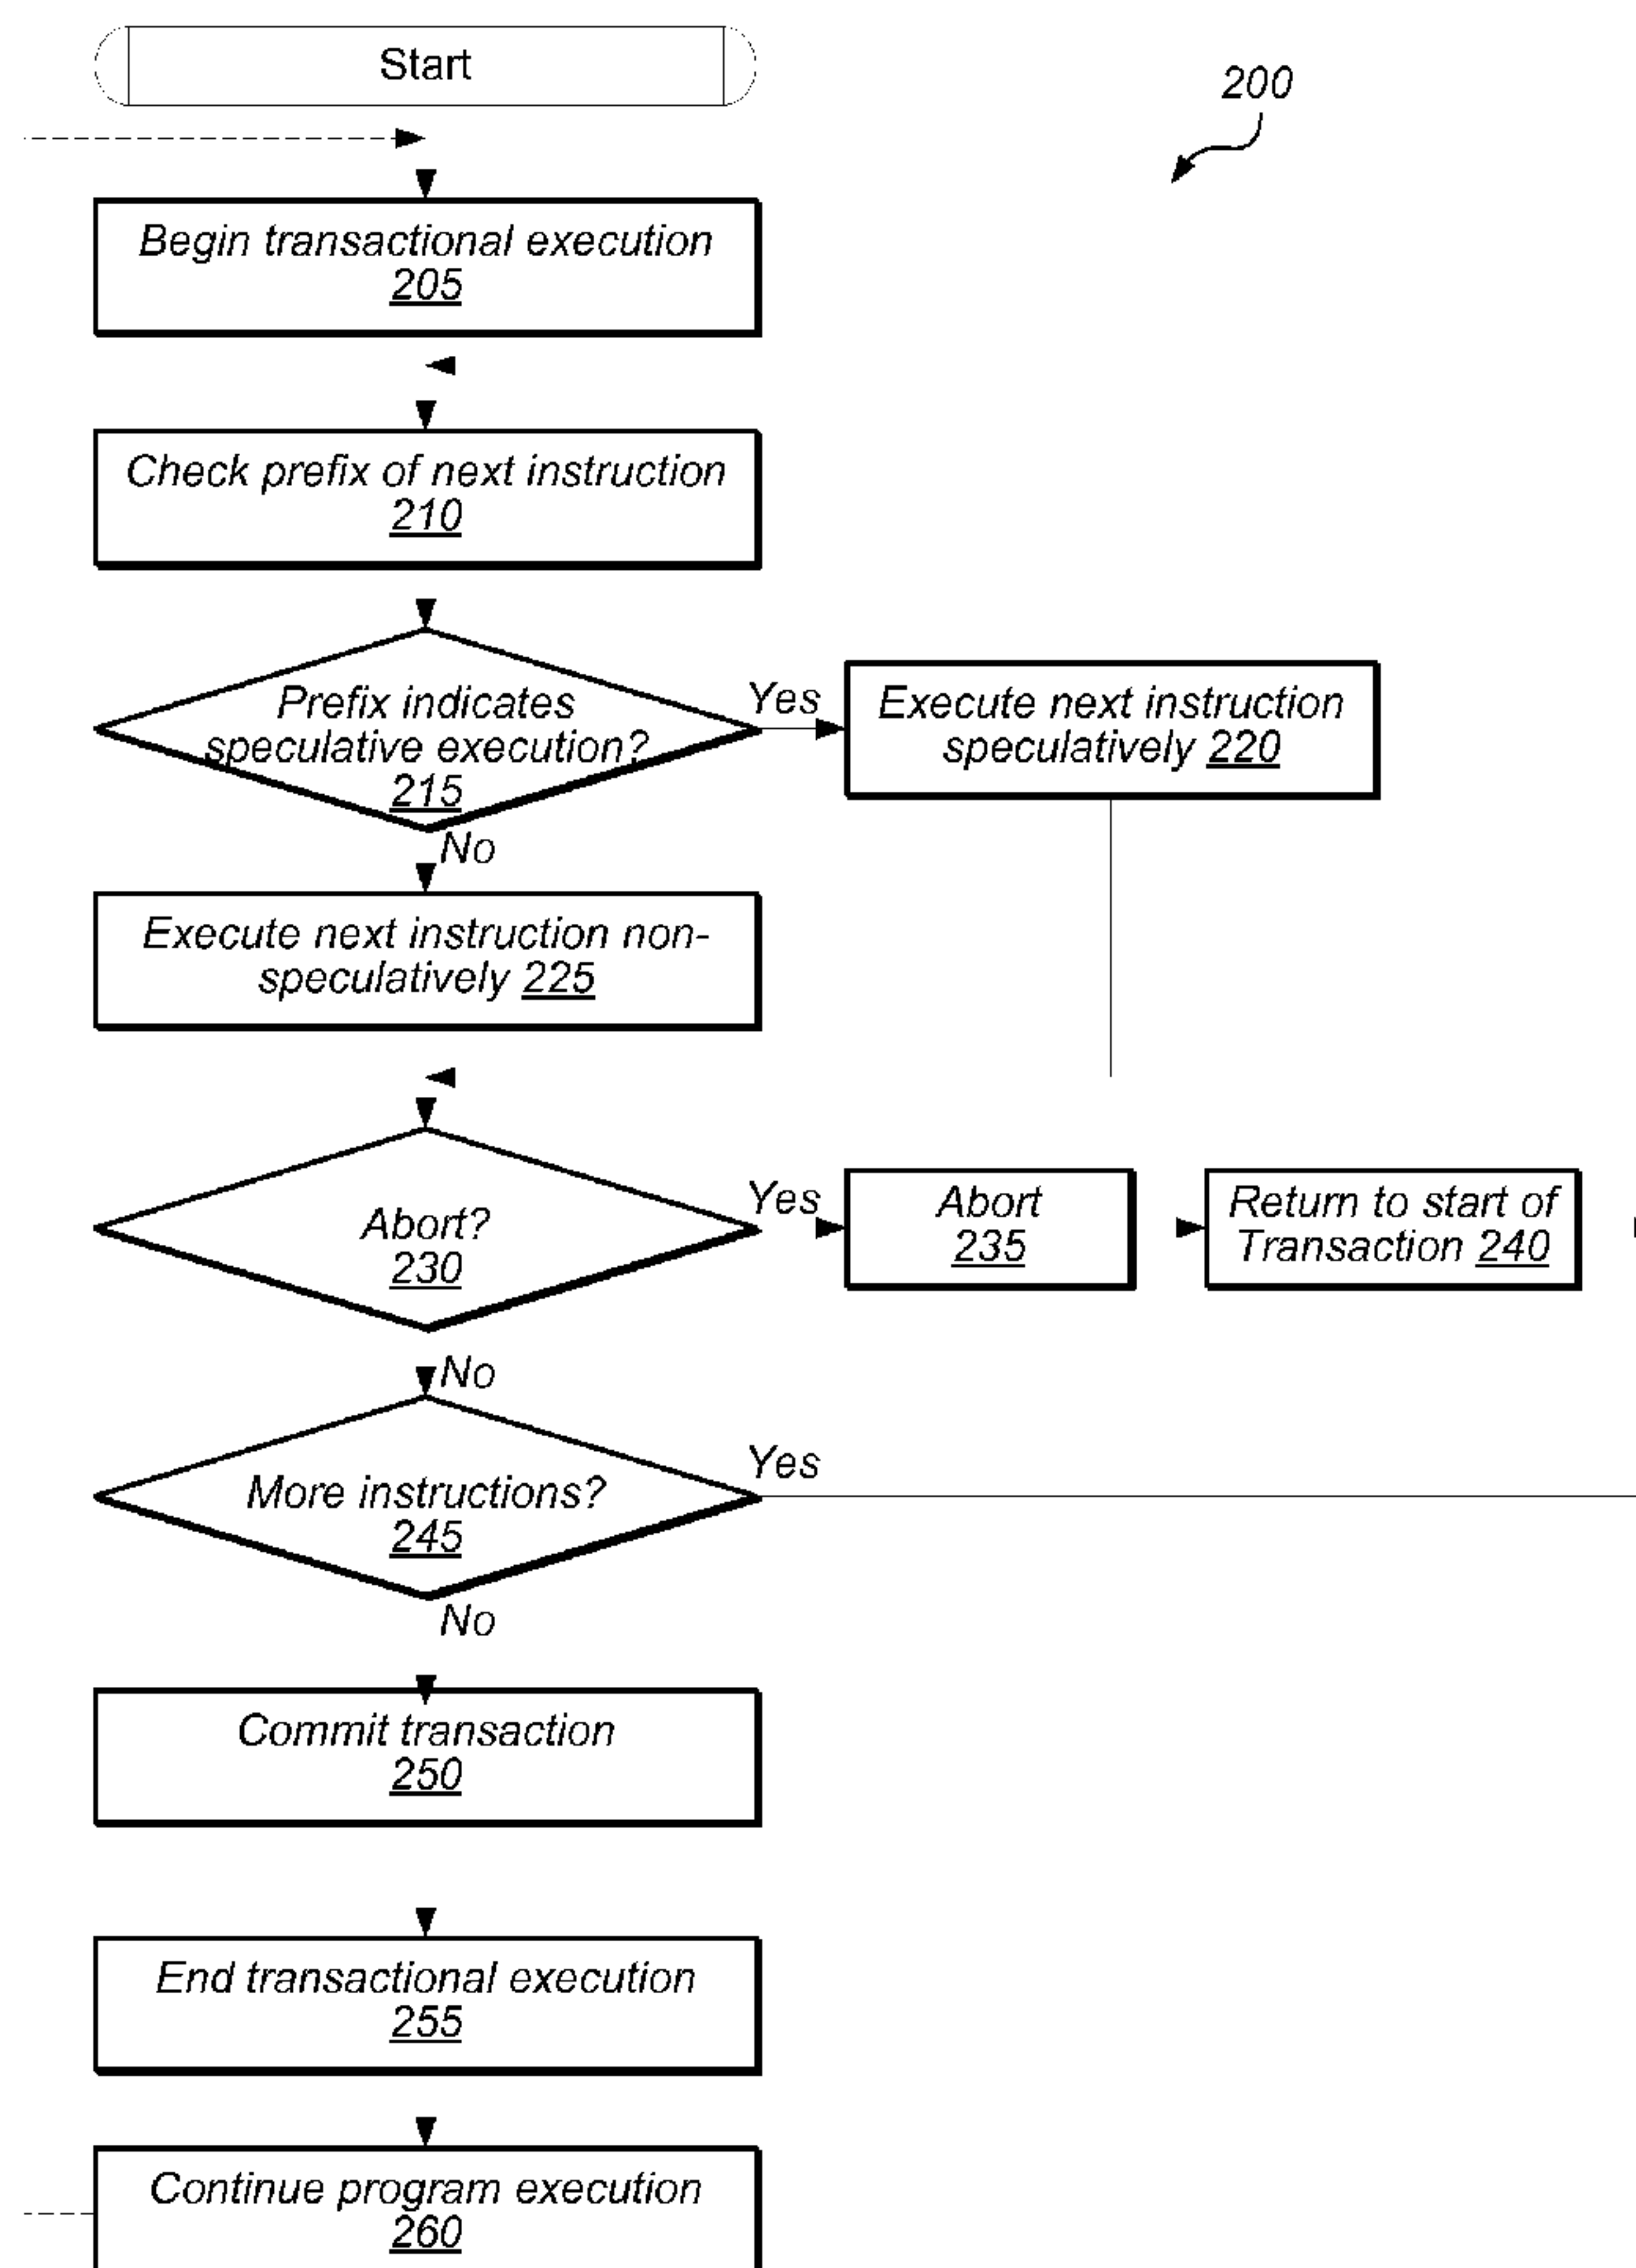 Start
200
Begin transactional execution
205
Check prefix of next instruction
210
Prefix indicates
speculative execution?
215
Yes
Execute next instruction
speculatively 220
No
Execute next instruction non-
speculatively 225
Abort?
230
Yes
Abort
235
Return to start of
Transaction 240
No
More instructions?
245
Yes
No
Commit transaction
250
End transactional execution
255
Continue program execution
260